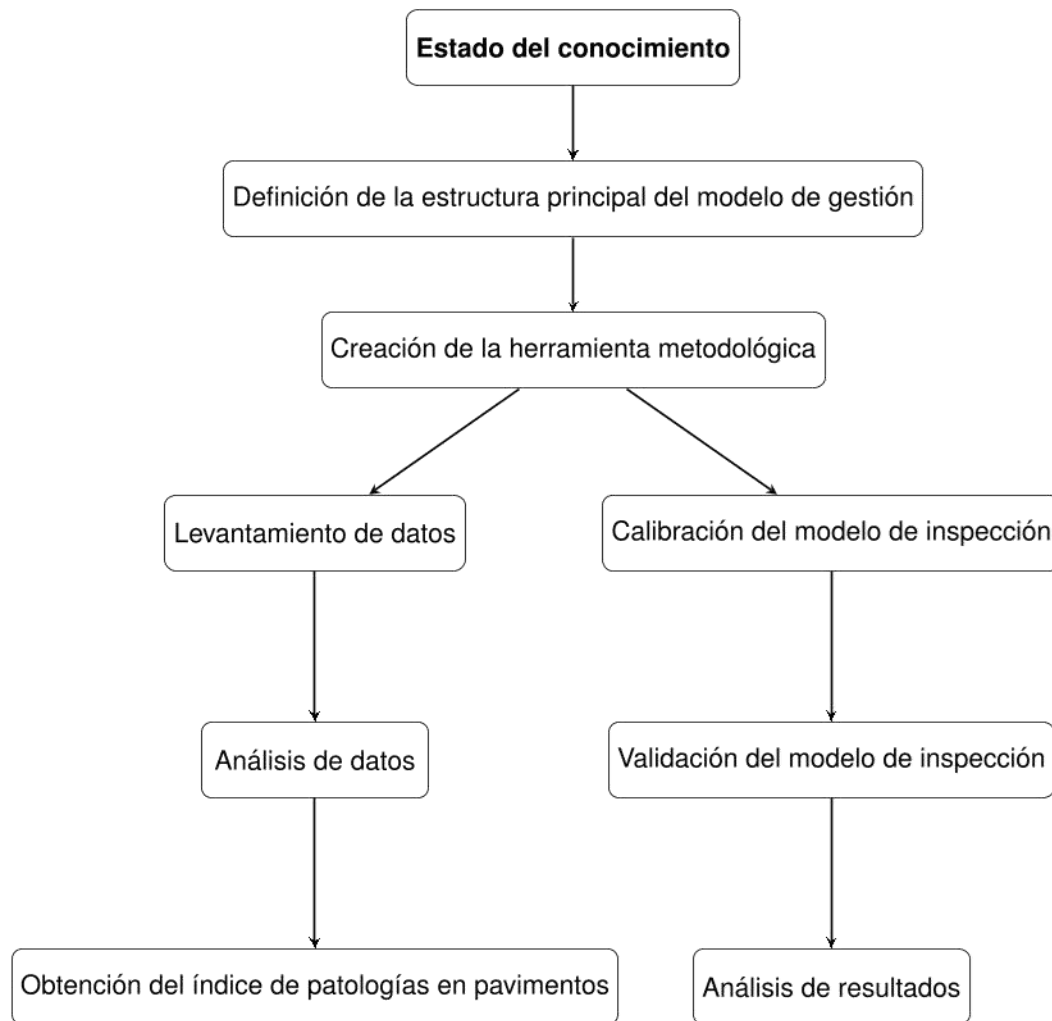 Estado del conocimiento
Definición de la estructura principal del modelo de gestión
Creación de la herramienta metodológica
Levantamiento de datos
Calibración del modelo de inspección
Análisis de datos
Validación del modelo de inspección
Obtención del índice de patologías en pavimentos
Análisis de resultados